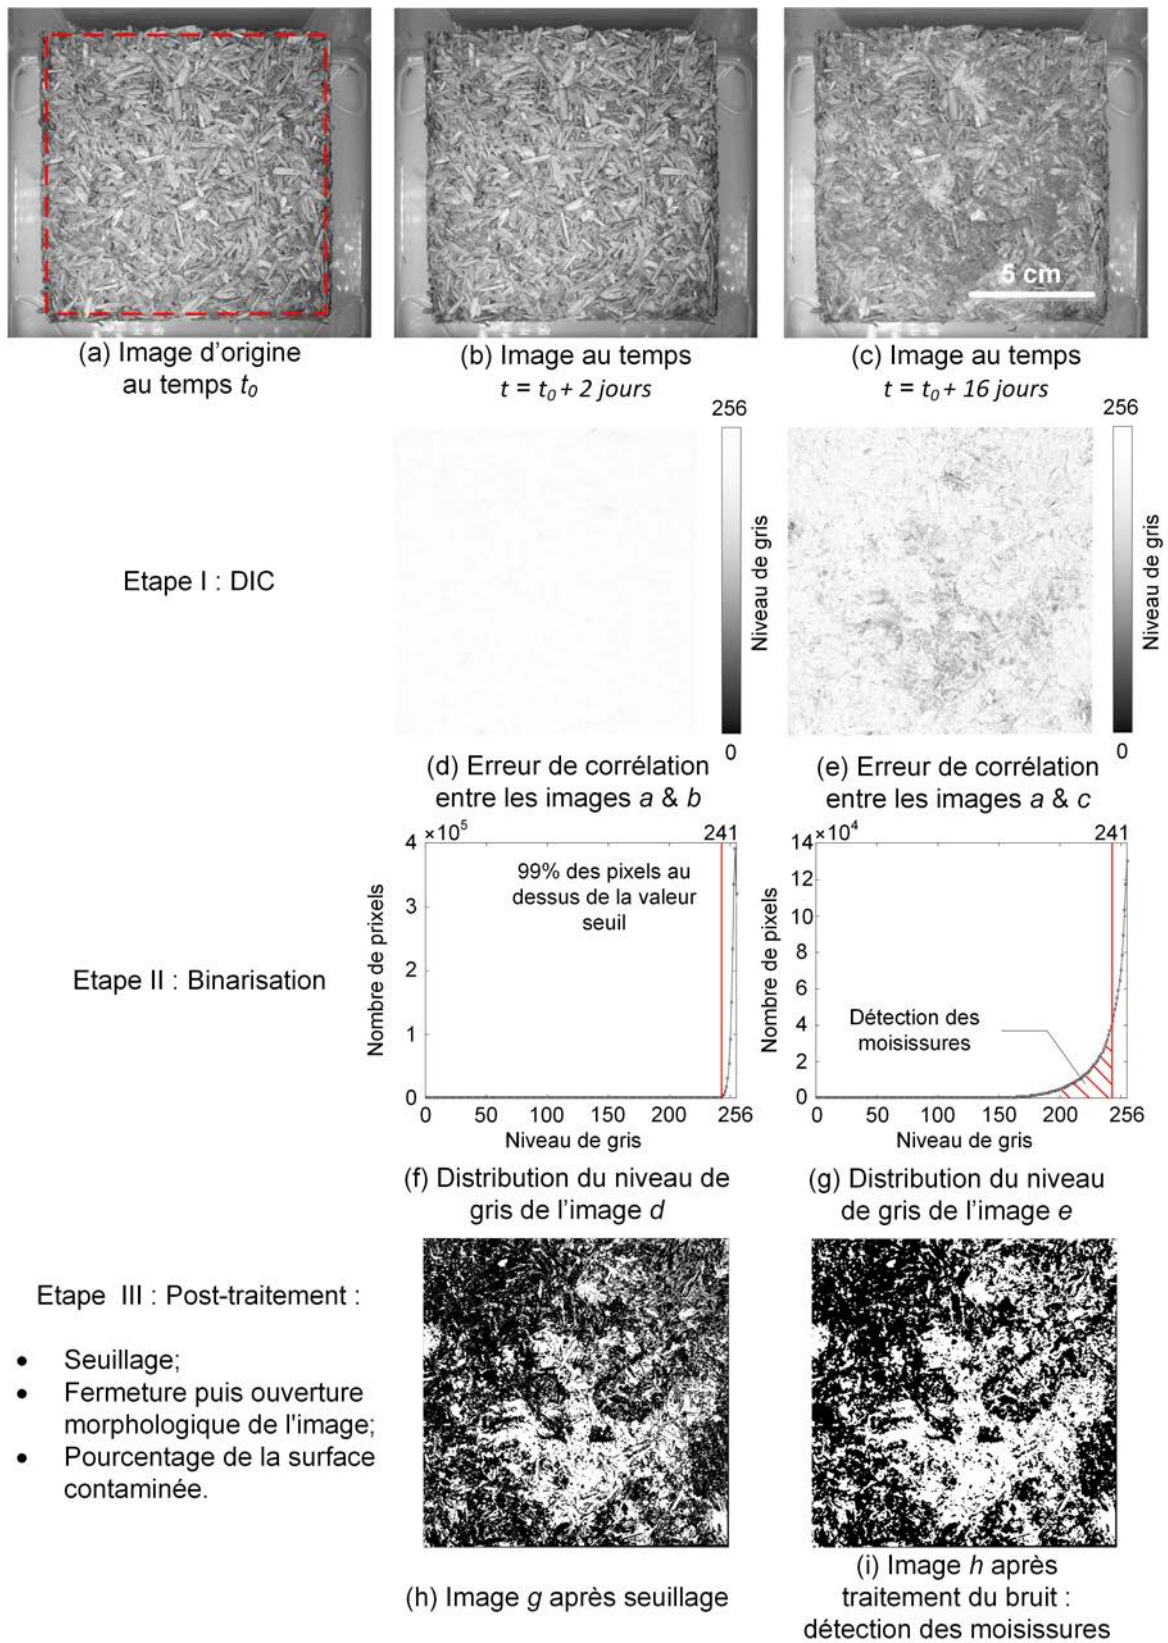 5 cm
(a) Image d'origine
au temps t0
(b) Image au temps
t = t0 + 2 jours
(c) Image au temps
t = t0 + 16 jours
256
Niveau de gris
0
256
Niveau de gris
0
Etape I : DIC
(d) Erreur de corrélation
entre les images a & b
(e) Erreur de corrélation
entre les images a & c
×10^5
241
4
3
2
1
0
Nombre de prixels
99% des pixels au
dessus de la valeur
seuil
0 50 100 150 200 256
Niveau de gris
×10^4
241
14
12
10
8
6
4
2
0
Nombre de pixels
Détection des
moisissures
0 50 100 150 200 256
Niveau de gris
Etape II : Binarisation
(f) Distribution du niveau de
gris de l'image d
(g) Distribution du niveau
de gris de l'image e
Etape III : Post-traitement :
• Seuillage;
• Fermeture puis ouverture
morphologique de l'image;
• Pourcentage de la surface
contaminée.
(h) Image g après seuillage
(i) Image h après
traitement du bruit :
détection des moisissures